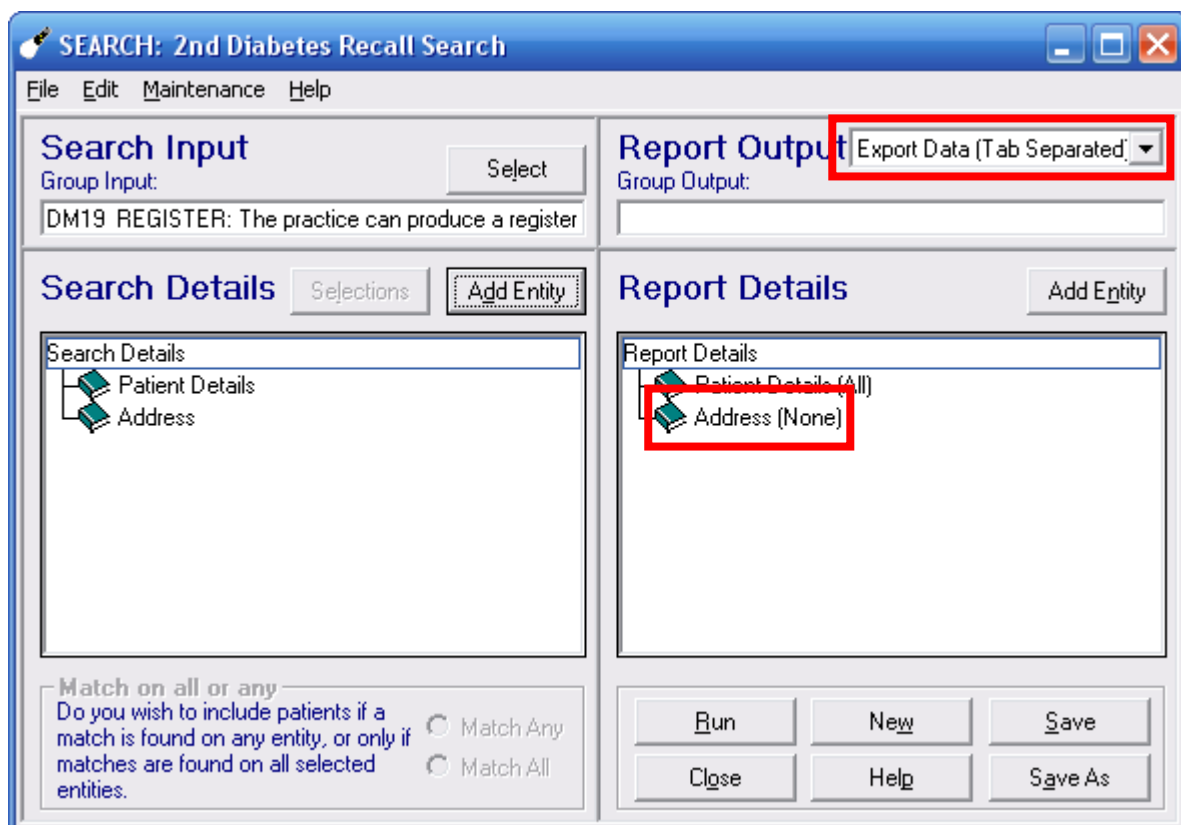 SEARCH: 2nd Diabetes Recall Search
File Edit Maintenance Help
Search Input
Select
Group Input:
DM19 REGISTER: The practice can produce a register
Report Output
Export Data (Tab Separated)
Group Output:
Search Details
Selections
Add Entity
Search Details
Patient Details
Address
Report Details
Add Entity
Report Details
Patient Details (All)
Address (None)
Match on all or any
Do you wish to include patients if a
match is found on any entity, or only if
matches are found on all selected
entities.
Match Any
Match All
Run
New
Save
Close
Help
Save As